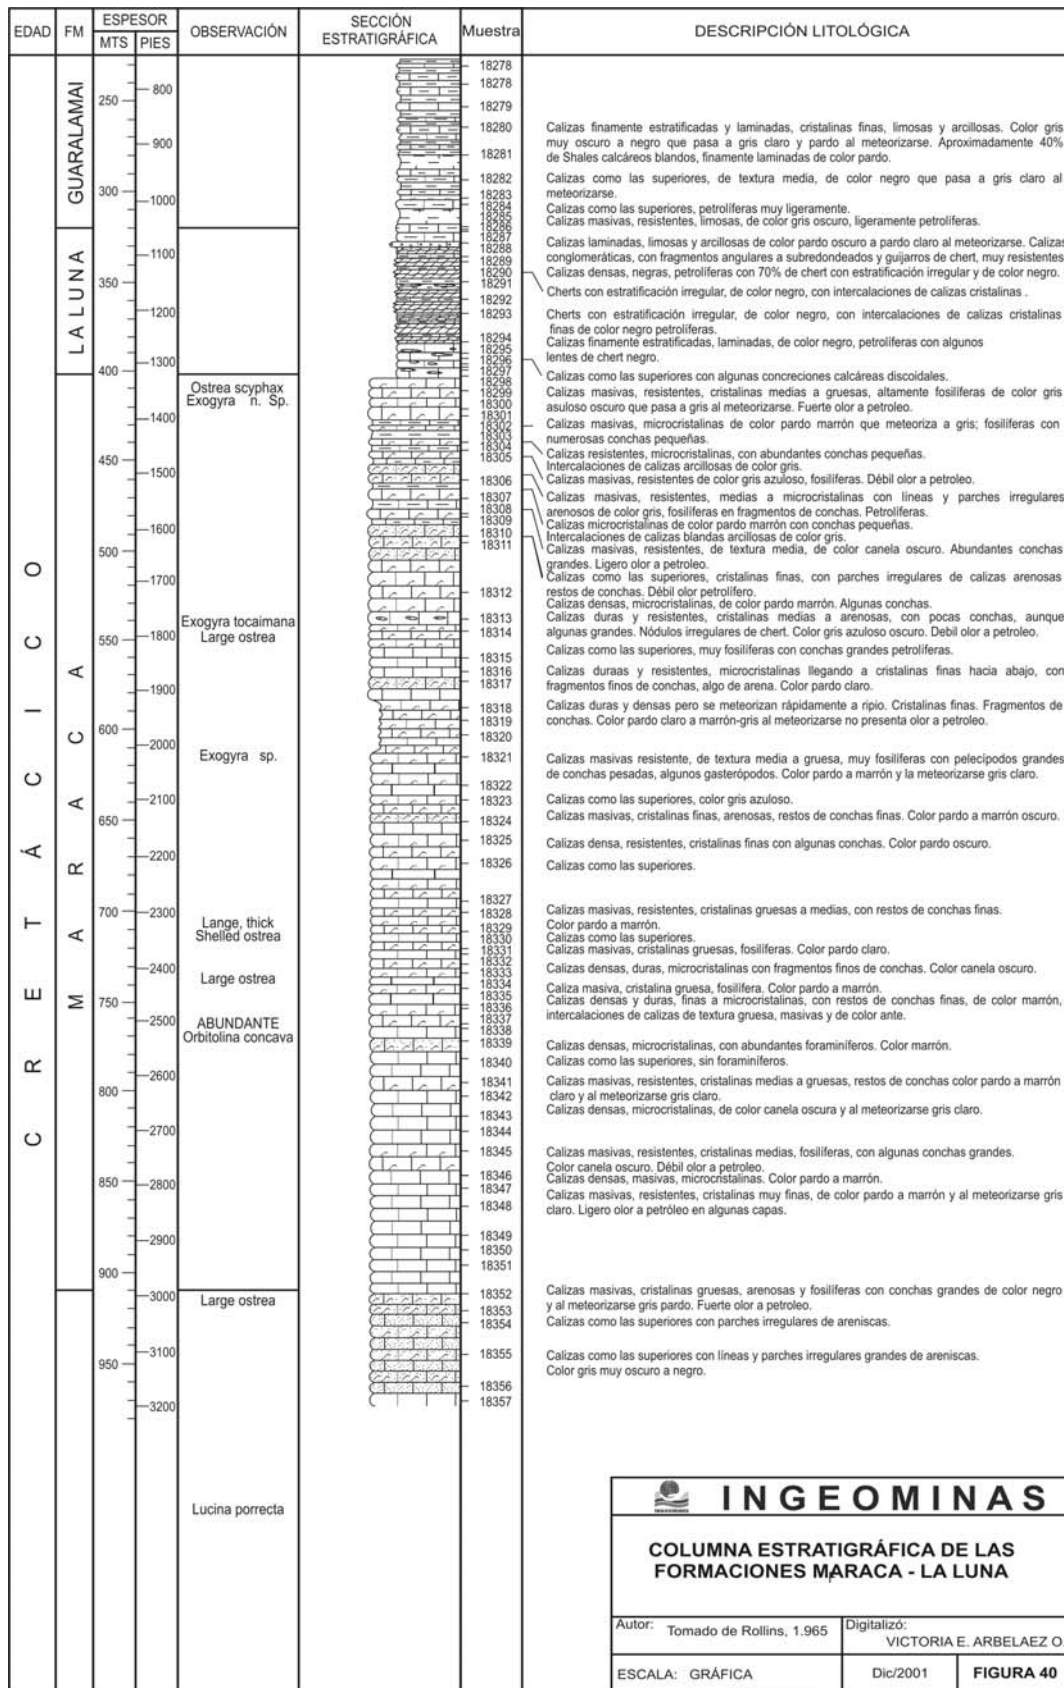 EDAD
FM
ESPESOR
MTS
PIES
OBSERVACIÓN
SECCIÓN
ESTRATIGRÁFICA
Muestra
DESCRIPCIÓN LITOLÓGICA
CRETÁCICO
GUARALAMAI
LA LUNA
MARACA
250
300
350
400
450
500
550
600
650
700
750
800
850
900
950
800
900
1000
1100
1200
1300
1400
1500
1600
1700
1800
1900
2000
2100
2200
2300
2400
2500
2600
2700
2800
2900
3000
3100
3200
Ostrea scyphax
Exogyra n. Sp.
Exogyra tocaimana
Large ostrea
Exogyra sp.
Lange, thick
Shelled ostrea
Large ostrea
ABUNDANTE
Orbitolina concava
Large ostrea
Lucina porrecta
18278
18278
18279
18280
18281
18282
18283
18284
18285
18286
18287
18288
18289
18290
18291
18292
18293
18294
18295
18296
18297
18298
18299
18300
18301
18302
18303
18304
18305
18306
18307
18308
18309
18310
18311
18312
18313
18314
18315
18316
18317
18318
18319
18320
18321
18322
18323
18324
18325
18326
18327
18328
18329
18330
18331
18332
18333
18334
18335
18336
18337
18338
18339
18340
18341
18342
18343
18344
18345
18346
18347
18348
18349
18350
18351
18352
18353
18354
18355
18356
18357
Calizas finamente estratificadas y laminadas, cristalinas finas, limosas y arcillosas. Color gris
muy oscuro a negro que pasa a gris claro y pardo al meteorizarse. Aproximadamente 40%
de Shales calcáreos blandos, finamente laminadas de color pardo.
Calizas como las superiores, de textura media, de color negro que pasa a gris claro al
meteorizarse.
Calizas como las superiores, petrolíferas muy ligeramente.
Calizas masivas, resistentes, limosas, de color gris oscuro, ligeramente petrolíferas.
Calizas laminadas, limosas y arcillosas de color pardo oscuro a pardo claro al meteorizarse. Calizas
conglomeráticas, con fragmentos angulares a subredondeados y guijarros de chert, muy resistentes
Calizas densas, negras, petrolíferas con 70% de chert con estratificación irregular y de color negro.
Cherts con estratificación irregular, de color negro, con intercalaciones de calizas cristalinas .
Cherts con estratificación irregular, de color negro, con intercalaciones de calizas cristalinas
finas de color negro petrolíferas.
Calizas finamente estratificadas, laminadas, de color negro, petrolíferas con algunos
lentes de chert negro.
Calizas como las superiores con algunas concreciones calcáreas discoidales.
Calizas masivas, resistentes, cristalinas medias a gruesas, altamente fosilíferas de color gris
asuloso oscuro que pasa a gris al meteorizarse. Fuerte olor a petroleo.
Calizas masivas, microcristalinas de color pardo marrón que meteoriza a gris; fosilíferas con
numerosas conchas pequeñas.
Calizas resistentes, microcristalinas, con abundantes conchas pequeñas.
Intercalaciones de calizas arcillosas de color gris.
Calizas masivas, resistentes de color gris azuloso, fosilíferas. Débil olor a petroleo.
Calizas masivas, resistentes, medias a microcristalinas con líneas y parches irregulares
arenosos de color gris, fosilíferas en fragmentos de conchas. Petrolíferas.
Calizas microcristalinas de color pardo marrón con conchas pequeñas.
Intercalaciones de calizas blandas arcillosas de color gris.
Calizas masivas, resistentes, de textura media, de color canela oscuro. Abundantes conchas
grandes. Ligero olor a petroleo.
Calizas como las superiores, cristalinas finas, con parches irregulares de calizas arenosas
restos de conchas. Débil olor petrolífero.
Calizas densas, microcristalinas, de color pardo marrón. Algunas conchas.
Calizas duras y resistentes, cristalinas medias a arenosas, con pocas conchas, aunque
algunas grandes. Nódulos irregulares de chert. Color gris azuloso oscuro. Debil olor a petroleo.
Calizas como las superiores, muy fosilíferas con conchas grandes petrolíferas.
Calizas duraas y resistentes, microcristalinas llegando a cristalinas finas hacia abajo, con
fragmentos finos de conchas, algo de arena. Color pardo claro.
Calizas duras y densas pero se meteorizan rápidamente a ripio. Cristalinas finas. Fragmentos de
conchas. Color pardo claro a marrón-gris al meteorizarse no presenta olor a petroleo.
Calizas masivas resistente, de textura media a gruesa, muy fosilíferas con pelecípodos grandes
de conchas pesadas, algunos gasterópodos. Color pardo a marrón y la meteorizarse gris claro.
Calizas como las superiores, color gris azuloso.
Calizas masivas, cristalinas finas, arenosas, restos de conchas finas. Color pardo a marrón oscuro.
Calizas densa, resistentes, cristalinas finas con algunas conchas. Color pardo oscuro.
Calizas como las superiores.
Calizas masivas, resistentes, cristalinas gruesas a medias, con restos de conchas finas.
Color pardo a marrón.
Calizas como las superiores.
Calizas masivas, cristalinas gruesas, fosilíferas. Color pardo claro.
Calizas densas, duras, microcristalinas con fragmentos finos de conchas. Color canela oscuro.
Caliza masiva, cristalina gruesa, fosilífera. Color pardo a marrón.
Calizas densas y duras, finas a microcristalinas, con restos de conchas finas, de color marrón,
intercalaciones de calizas de textura gruesa, masivas y de color ante.
Calizas densas, microcristalinas, con abundantes foraminíferos. Color marrón.
Calizas como las superiores, sin foraminíferos.
Calizas masivas, resistentes, cristalinas medias a gruesas, restos de conchas color pardo a marrón
claro y al meteorizarse gris claro.
Calizas densas, microcristalinas, de color canela oscura y al meteorizarse gris claro.
Calizas masivas, resistentes, cristalinas medias, fosilíferas, con algunas conchas grandes.
Color canela oscuro. Débil olor a petroleo.
Calizas densas, masivas, microcristalinas. Color pardo a marrón.
Calizas masivas, resistentes, cristalinas muy finas, de color pardo a marrón y al meteorizarse gris
claro. Ligero olor a petróleo en algunas capas.
Calizas masivas, cristalinas gruesas, arenosas y fosilíferas con conchas grandes de color negro
y al meteorizarse gris pardo. Fuerte olor a petroleo.
Calizas como las superiores con parches irregulares de areniscas.
Calizas como las superiores con líneas y parches irregulares grandes de areniscas.
Color gris muy oscuro a negro.
INGEOMINAS
COLUMNA ESTRATIGRÁFICA DE LAS
FORMACIONES MARACA - LA LUNA
Autor: Tomado de Rollins, 1.965
Digitalizó:
VICTORIA E. ARBELAEZ O.
ESCALA: GRÁFICA
Dic/2001
FIGURA 40